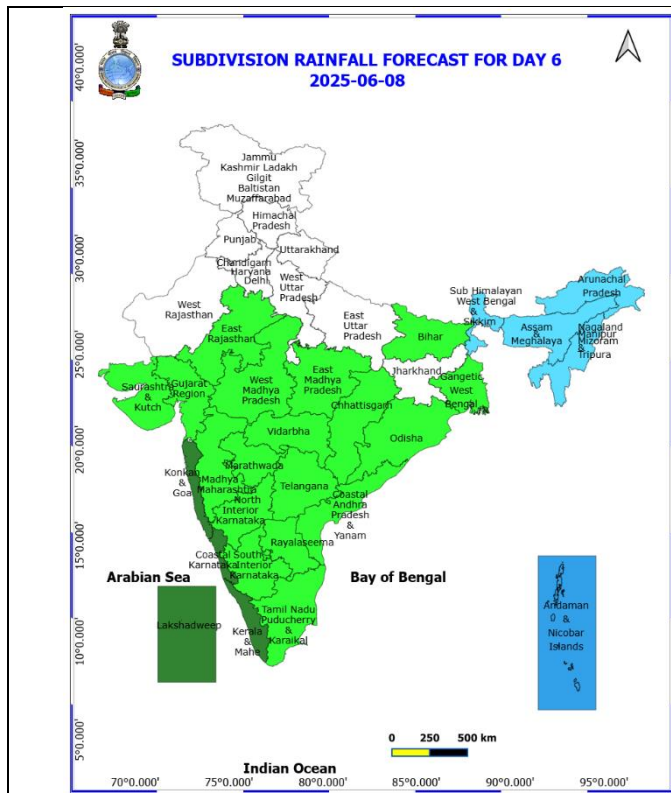 SUBDIVISION RAINFALL FORECAST FOR DAY 6
2025-06-08
40°0.000'
35°0.000'
30°0.000'
25°0.000'
20°0.000'
15°0.000'
10°0.000'
5°0.000'
Jammu
Kashmir Ladakh
Gilgit
Baltistan
Muzaffarabad
Himachal
Pradesh
Punjab
Uttarakhand
Chandigarh
Haryana
Delhi
West
Uttar
Pradesh
West
Rajasthan
East
Uttar
Pradesh
East
Rajasthan
Bihar
Sub Himalayan
West Bengal
&
Sikkim
Arunachal
Pradesh
Assam
&
Meghalaya
Nagaland
Manipur
Mizoram
&
Tripura
Jharkhand
Gangetic
West
Bengal
Saurashtra
&
Kutch
Gujarat
Region
West
Madhya
Pradesh
East
Madhya
Pradesh
Chhattisgarh
Odisha
Vidarbha
Konkan
&
Goa
Marathwada
Madhya
Maharashtra
North
Interior
Karnataka
Telangana
Coastal
Andhra
Pradesh
&
Yanam
Rayalaseema
Coastal
Karnataka
South
Interior
Karnataka
Arabian Sea
Bay of Bengal
Lakshadweep
Kerala
&
Mahe
Tamil Nadu
Puducherry
&
Karaikal
Andaman
&
Nicobar
Islands
0 250 500 km
Indian Ocean
70°0.000' 75°0.000' 80°0.000' 85°0.000' 90°0.000' 95°0.000'